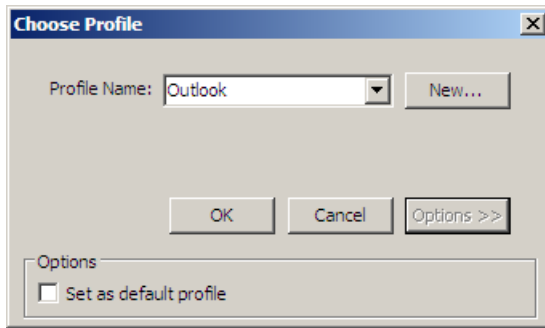 Choose Profile
Profile Name: Outlook New...
OK Cancel Options >>
Options
Set as default profile